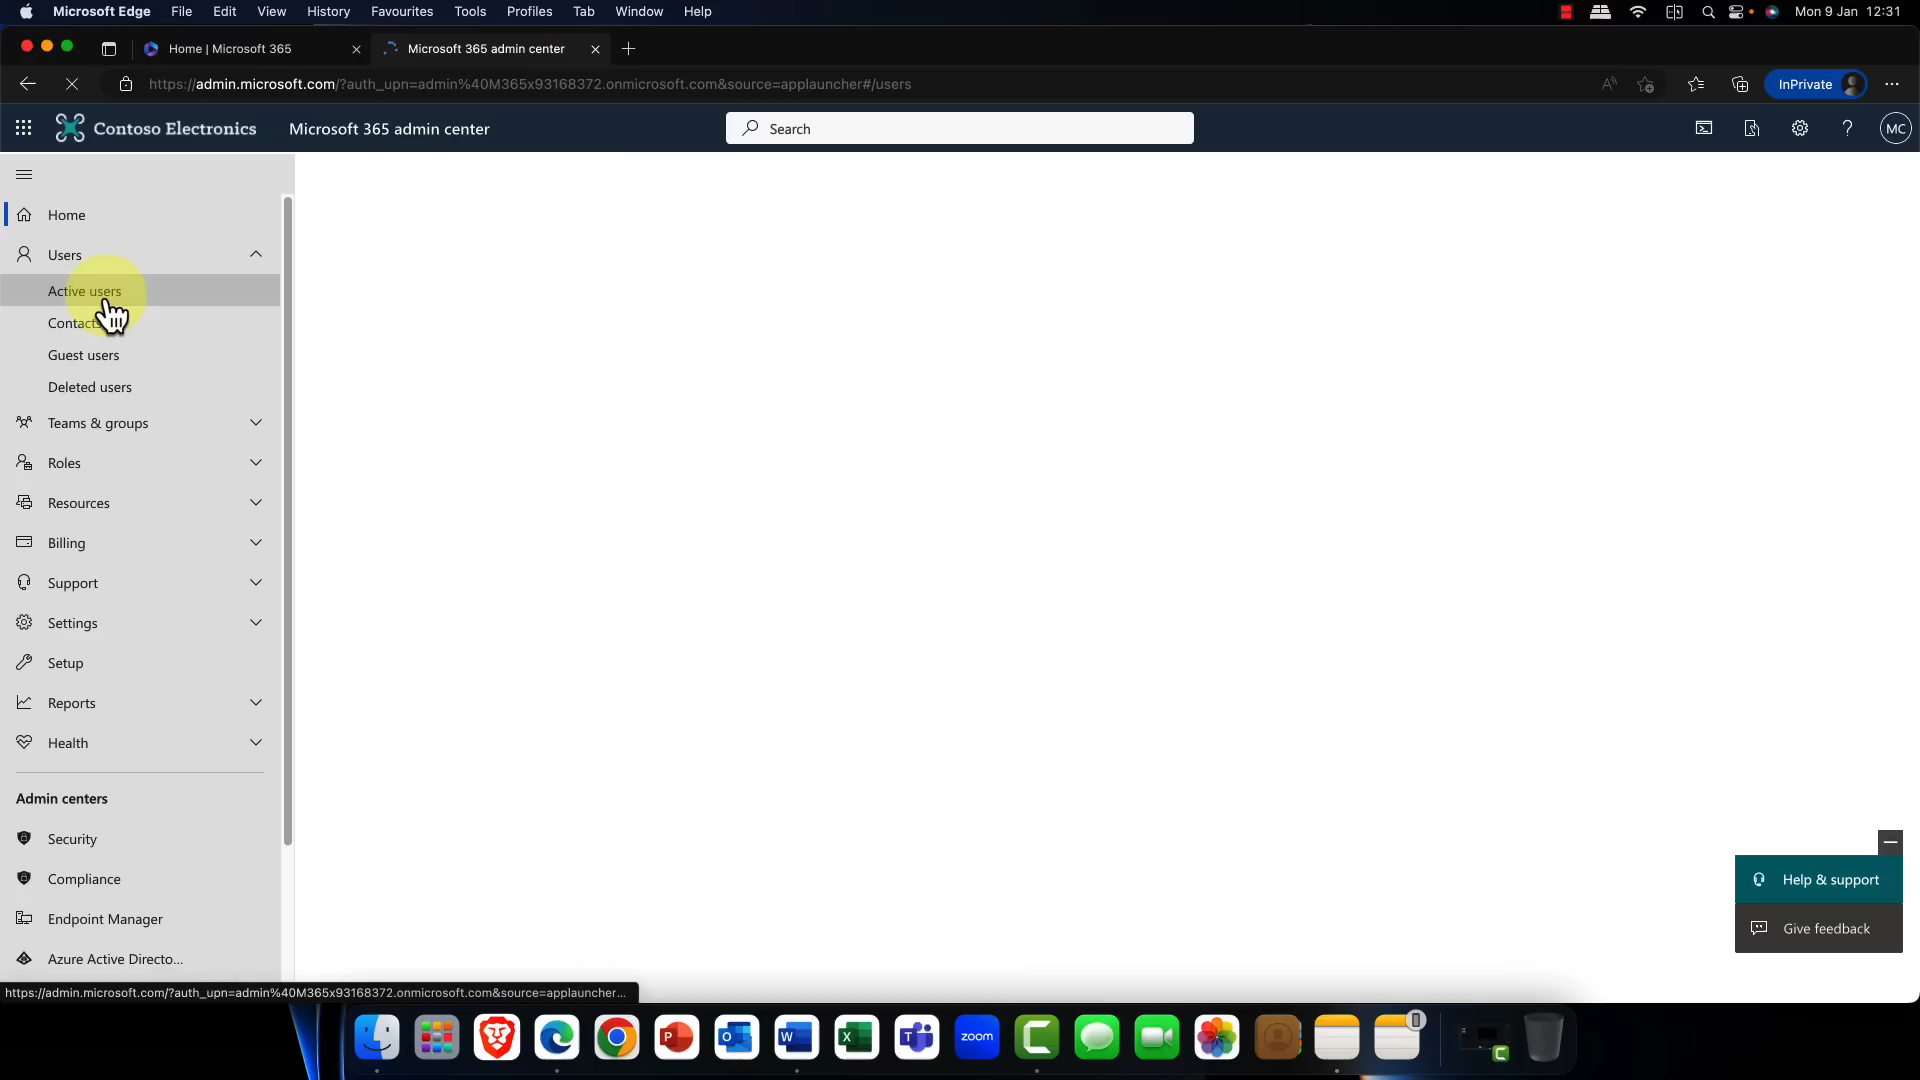 Microsoft Edge File Edit View History Favourites Tools Profiles Tab Window Help Mon 9 Jan 12:31
Home | Microsoft 365 Microsoft 365 admin center
https://admin.microsoft.com/?auth_upn=admin%40M365x93168372.onmicrosoft.com&source=applauncher#/users InPrivate
Contoso Electronics Microsoft 365 admin center Search MC
Home
Users
Active users
Contacts
Guest users
Deleted users
Teams & groups
Roles
Resources
Billing
Support
Settings
Setup
Reports
Health
Admin centers
Security
Compliance
Endpoint Manager
Azure Active Directo...
Help & support
Give feedback
https://admin.microsoft.com/?auth_upn=admin%40M365x93168372.onmicrosoft.com&source=applauncher...
P O W X T zoom C